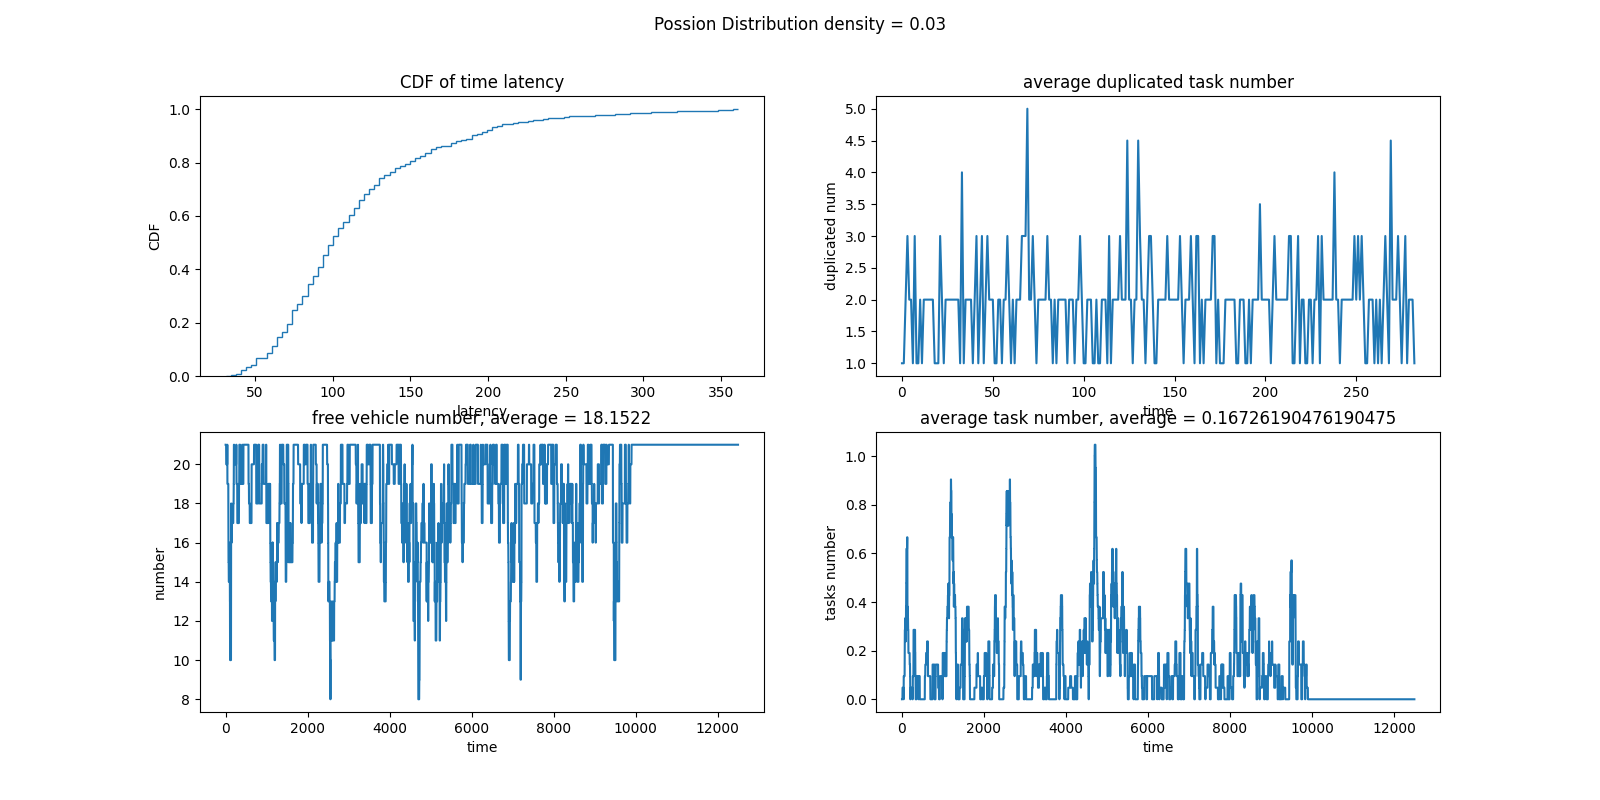 Possion Distribution density = 0.03
CDF of time latency
CDF
1.0
0.8
0.6
0.4
0.2
0.0
50 100 150 200 250 300 350
latency
average duplicated task number
duplicated num
5.0
4.5
4.0
3.5
3.0
2.5
2.0
1.5
1.0
0 50 100 150 200 250
time
free vehicle number, average = 18.1522
number
20
18
16
14
12
10
8
0 2000 4000 6000 8000 10000 12000
time
average task number, average = 0.16726190476190475
tasks number
1.0
0.8
0.6
0.4
0.2
0.0
0 2000 4000 6000 8000 10000 12000
time